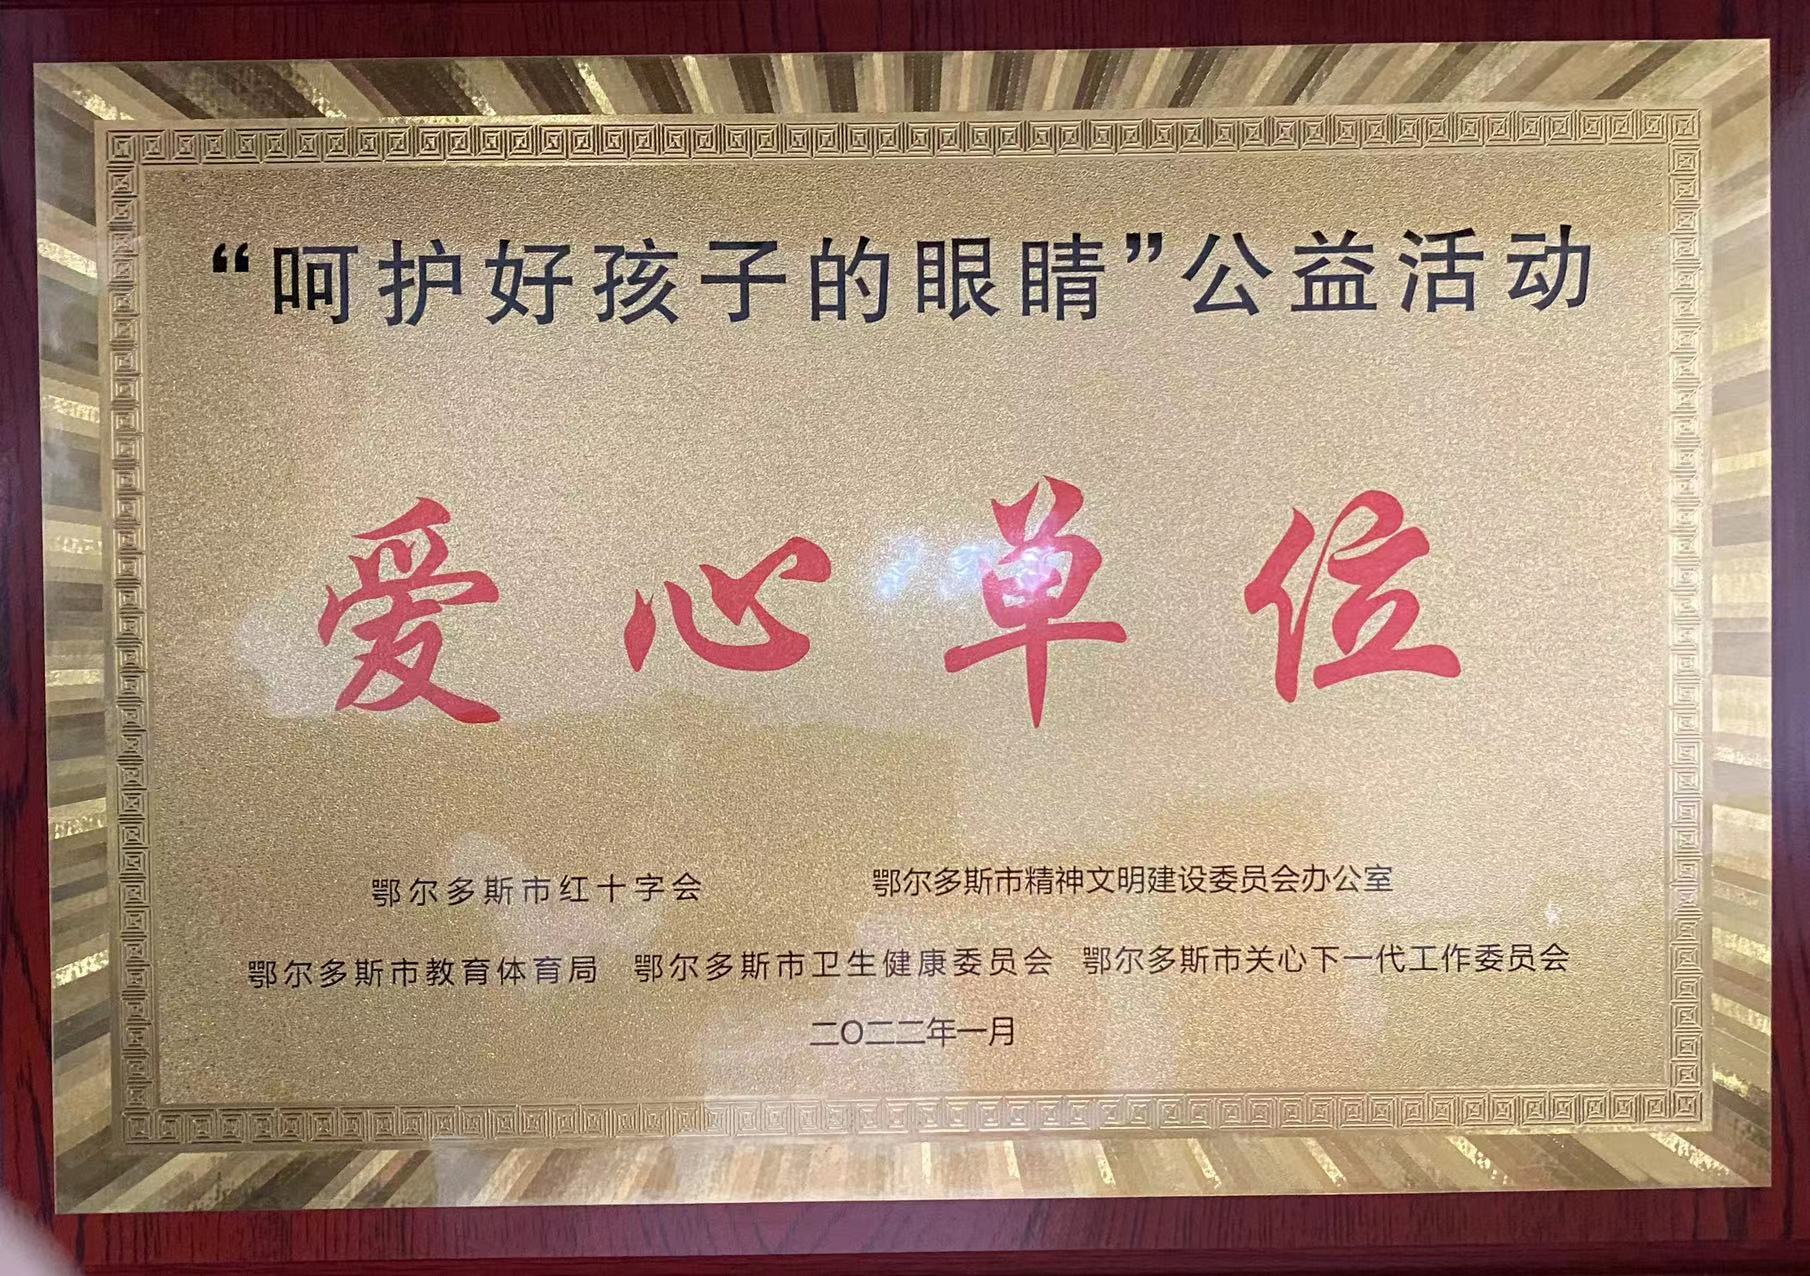 “呵护好孩子的眼睛”公益活动
爱心单位
鄂尔多斯市红十字会 鄂尔多斯市精神文明建设委员会办公室
鄂尔多斯市教育体育局 鄂尔多斯市卫生健康委员会 鄂尔多斯市关心下一代工作委员会
二〇二二年一月